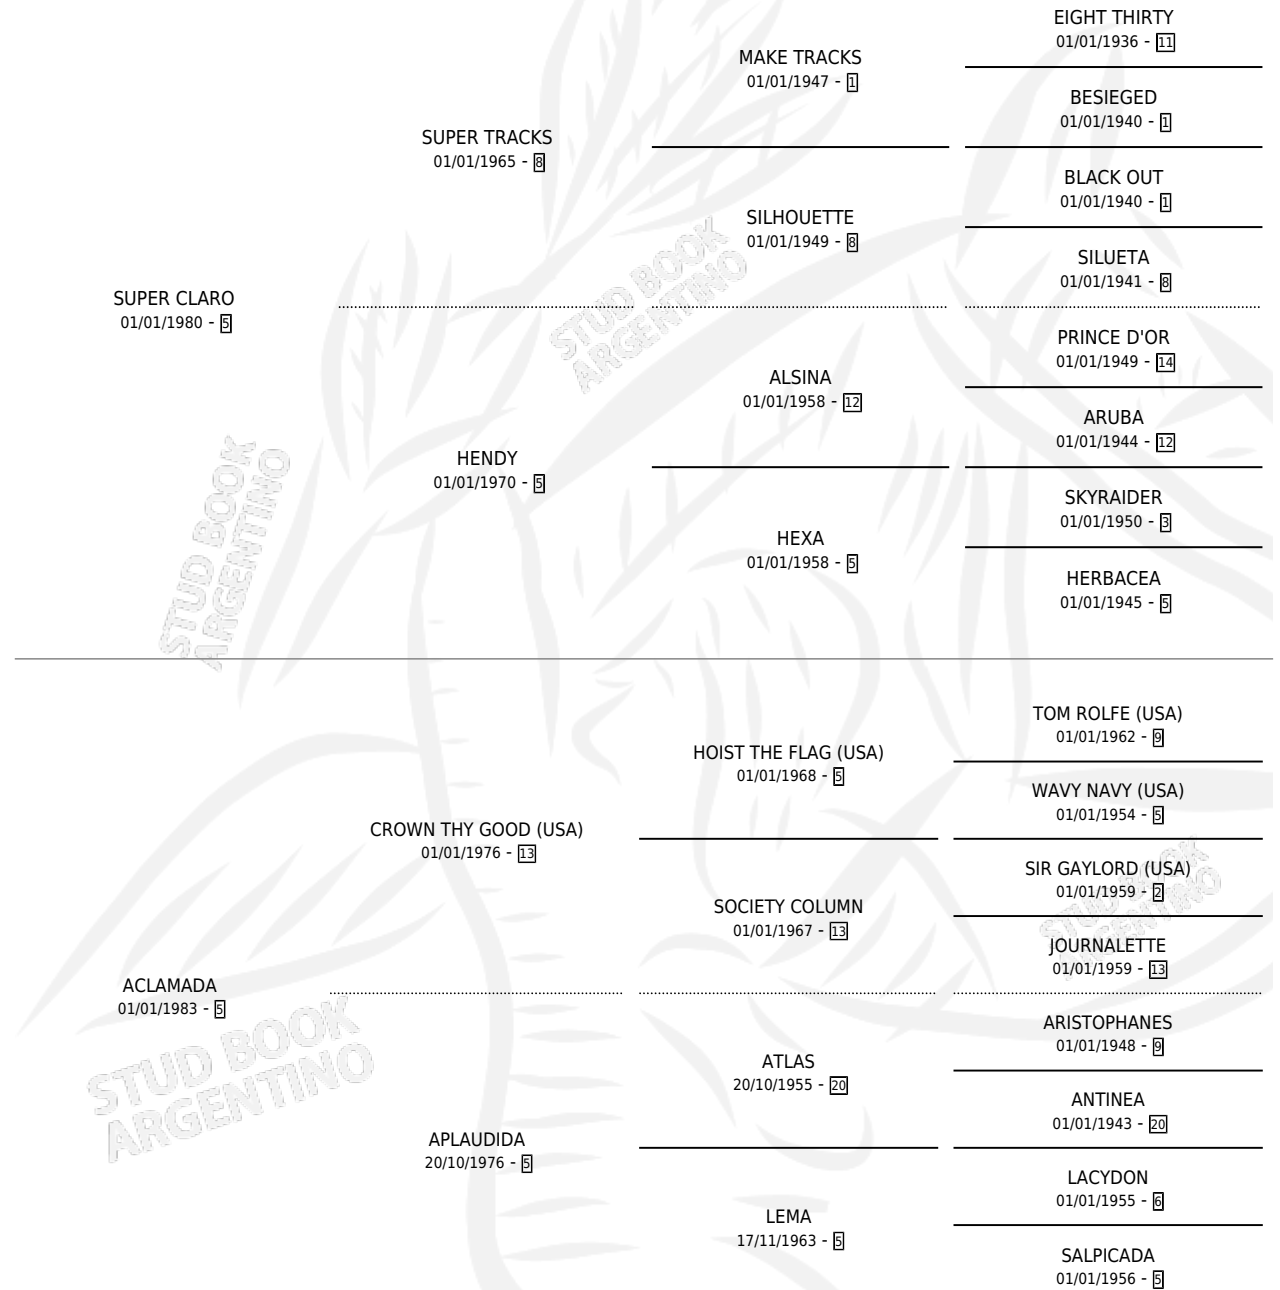 EIGHT THIRTY
01/01/1936 - 11
MAKE TRACKS
01/01/1947 - 1
BESIEGED
01/01/1940 - 1
SUPER TRACKS
01/01/1965 - 8
BLACK OUT
01/01/1940 - 1
SILHOUETTE
01/01/1949 - 8
SILUETA
01/01/1941 - 8
SUPER CLARO
01/01/1980 - 5
STUD BOOK
ARGENTINO
PRINCE D'OR
01/01/1949 - 14
ALSINA
01/01/1958 - 12
ARUBA
01/01/1944 - 12
HENDY
01/01/1970 - 5
SKYRAIDER
01/01/1950 - 3
HEXA
01/01/1958 - 5
HERBACEA
01/01/1945 - 5
STUD BOOK
ARGENTINO
TOM ROLFE (USA)
01/01/1962 - 9
HOIST THE FLAG (USA)
01/01/1968 - 5
WAVY NAVY (USA)
01/01/1954 - 5
CROWN THY GOOD (USA)
01/01/1976 - 13
SIR GAYLORD (USA)
01/01/1959 - 2
SOCIETY COLUMN
01/01/1967 - 13
STUD BOOK
ARGENTINO
JOURNALETTE
01/01/1959 - 13
ACLAMADA
01/01/1983 - 5
ARISTOPHANES
01/01/1948 - 9
ATLAS
20/10/1955 - 20
ANTINEA
01/01/1943 - 20
STUD BOOK
ARGENTINO
APLAUDIDA
20/10/1976 - 5
LACYDON
01/01/1955 - 6
LEMA
17/11/1963 - 5
SALPICADA
01/01/1956 - 5